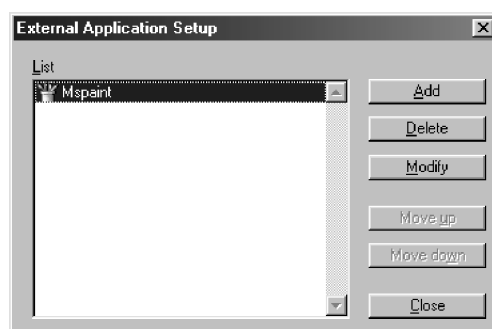 External Application Setup
List
Mspaint
Add
Delete
Modify
Move up
Move down
Close